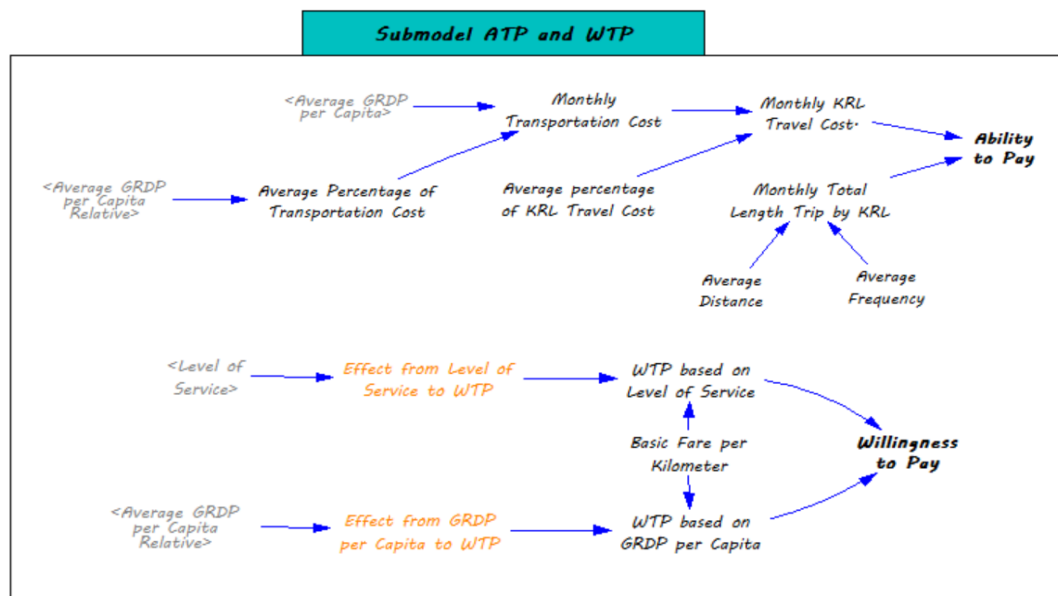 Submodel ATP and WTP
<Average GRDP
per Capita>
Monthly
Transportation Cost
Monthly KRL
Travel Cost.
Ability
to Pay
<Average GRDP
per Capita
Relative>
Average Percentage of
Transportation Cost
Average percentage
of KRL Travel Cost
Monthly Total
Length Trip by KRL
Average
Distance
Average
Frequency
<Level of
Service>
Effect from Level of
Service to WTP
WTP based on
Level of Service
Basic Fare per
Kilometer
Willingness
to Pay
<Average GRDP
per Capita
Relative>
Effect from GRDP
per Capita to WTP
WTP based on
GRDP per Capita